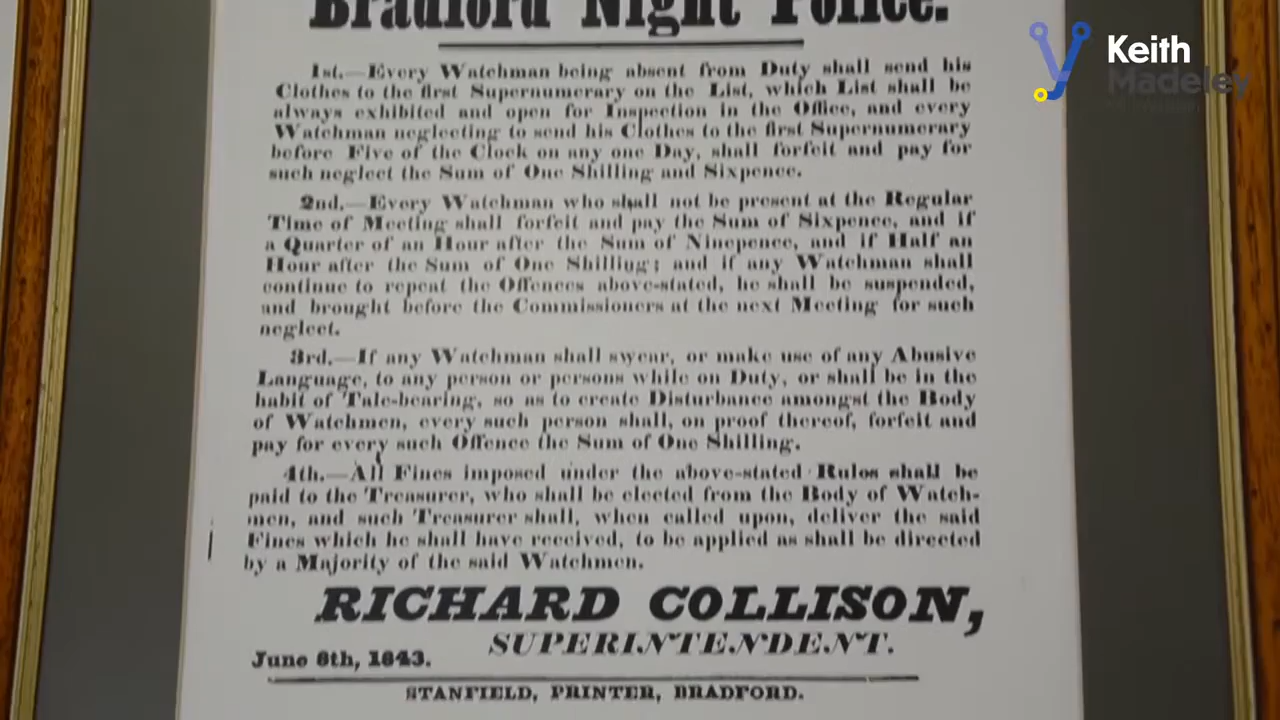 Bradford Night Police.
1st.—Every Watchman being absent from Duty shall send his
Clothes to the first Supernumerary on the List, which List shall be
always exhibited and open for Inspection in the Office, and every
Watchman neglecting to send his Clothes to the first Supernumerary
before Five of the Clock on any one Day, shall forfeit and pay for
such neglect the Sum of One Shilling and Sixpence.
2nd.—Every Watchman who shall not be present at the Regular
Time of Meeting shall forfeit and pay the Sum of Sixpence, and if
a Quarter of an Hour after the Sum of Ninepence, and if Half an
Hour after the Sum of One Shilling; and if any Watchman shall
continue to repeat the Offences above-stated, he shall be suspended,
and brought before the Commissioners at the next Meeting for such
neglect.
3rd.—If any Watchman shall swear, or make use of any Abusive
Language, to any person or persons while on Duty, or shall be in the
habit of Tale-bearing, so as to create Disturbance amongst the Body
of Watchmen, every such person shall, on proof thereof, forfeit and
pay for every such Offence the Sum of One Shilling.
4th.—All Fines imposed under the above-stated Rules shall be
paid to the Treasurer, who shall be elected from the Body of Watch-
men, and such Treasurer shall, when called upon, deliver the said
Fines which he shall have received, to be applied as shall be directed
by a Majority of the said Watchmen.
RICHARD COLLISON,
SUPERINTENDENT.
June 6th, 1843.
STANFIELD, PRINTER, BRADFORD.
Keith
Madeley